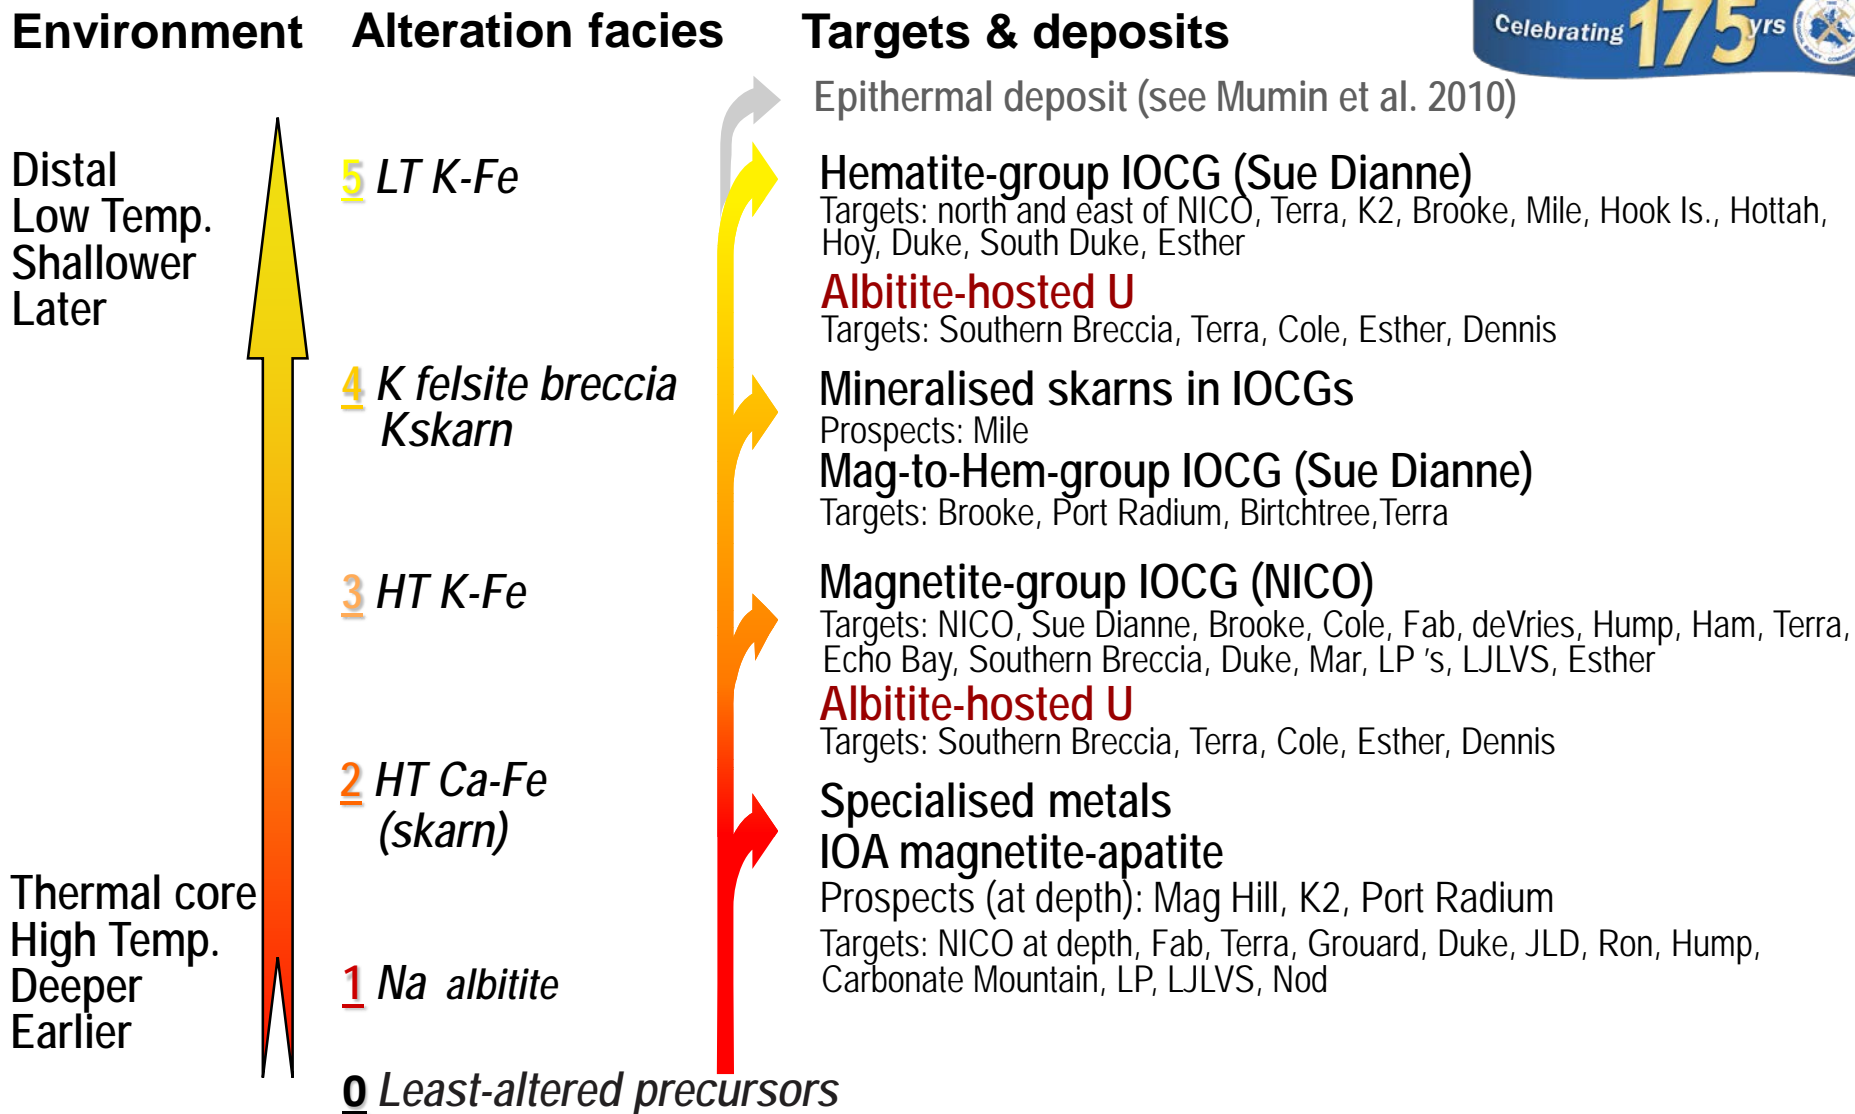 Environment
Alteration facies
Targets & deposits
Celebrating 175 yrs
Epithermal deposit (see Mumin et al. 2010)
Distal
Low Temp.
Shallower
Later
5 LT K-Fe
Hematite-group IOCG (Sue Dianne)
Targets: north and east of NICO, Terra, K2, Brooke, Mile, Hook Is., Hottah,
Hoy, Duke, South Duke, Esther
Albitite-hosted U
Targets: Southern Breccia, Terra, Cole, Esther, Dennis
4 K felsite breccia
Kskarn
Mineralised skarns in IOCGs
Prospects: Mile
Mag-to-Hem-group IOCG (Sue Dianne)
Targets: Brooke, Port Radium, Birtchtree,Terra
3 HT K-Fe
Magnetite-group IOCG (NICO)
Targets: NICO, Sue Dianne, Brooke, Cole, Fab, deVries, Hump, Ham, Terra,
Echo Bay, Southern Breccia, Duke, Mar, LP 's, LJLVS, Esther
Albitite-hosted U
Targets: Southern Breccia, Terra, Cole, Esther, Dennis
2 HT Ca-Fe
(skarn)
Specialised metals
IOA magnetite-apatite
Prospects (at depth): Mag Hill, K2, Port Radium
Targets: NICO at depth, Fab, Terra, Grouard, Duke, JLD, Ron, Hump,
Carbonate Mountain, LP, LJLVS, Nod
Thermal core
High Temp.
Deeper
Earlier
1 Na albitite
0 Least-altered precursors